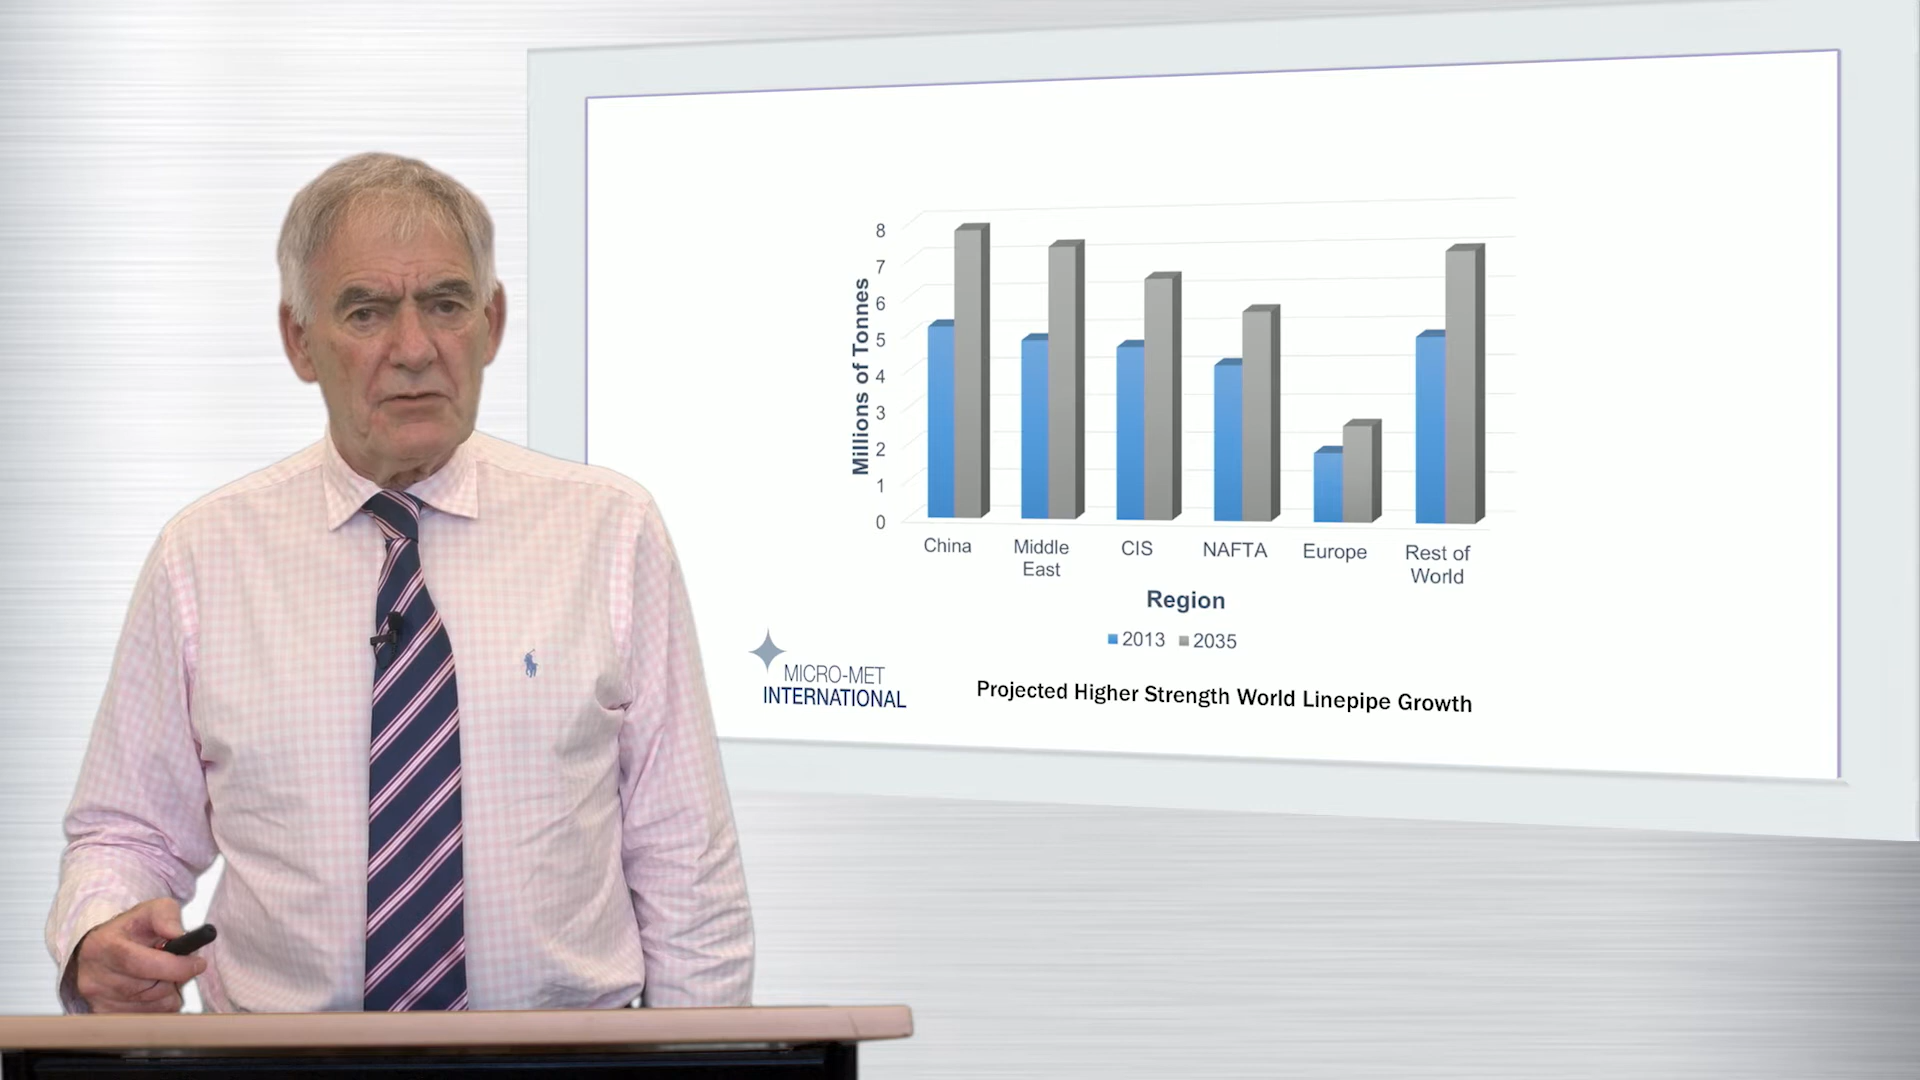 8
7
6
5
4
3
2
1
0
Millions of Tonnes
China
Middle
East
CIS
NAFTA
Europe
Rest of
World
Region
2013
2035
MICRO-MET
INTERNATIONAL
Projected Higher Strength World Linepipe Growth